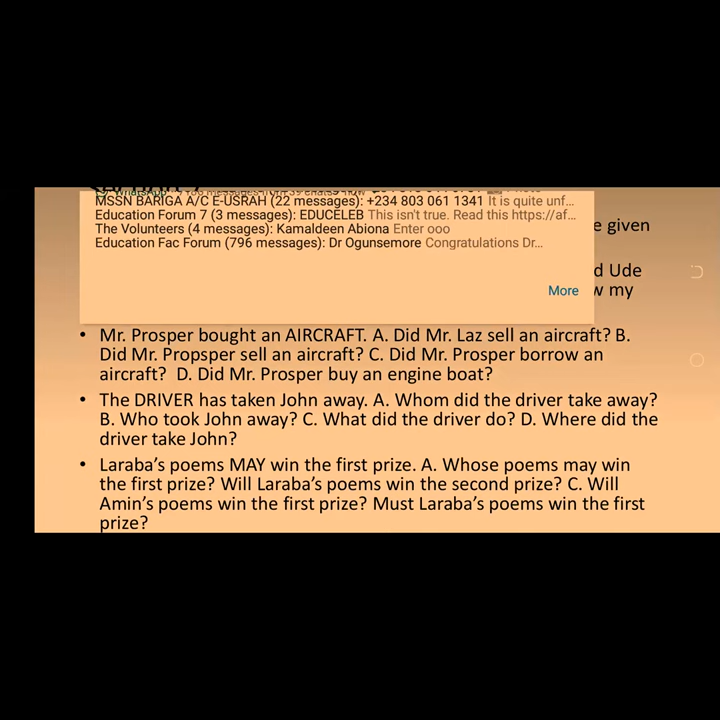 MSSN BARIGA A/C E-USRAH (22 messages): +234 803 061 1341 It is quite unf...
Education Forum 7 (3 messages): EDUCELEB This isn't true. Read this https://af...
The Volunteers (4 messages): Kamaldeen Abiona Enter ooo
e given
Education Fac Forum (796 messages): Dr Ogunsemore Congratulations Dr...
d Ude
More
w my
• Mr. Prosper bought an AIRCRAFT. A. Did Mr. Laz sell an aircraft? B.
Did Mr. Propsper sell an aircraft? C. Did Mr. Prosper borrow an
aircraft? D. Did Mr. Prosper buy an engine boat?
• The DRIVER has taken John away. A. Whom did the driver take away?
B. Who took John away? C. What did the driver do? D. Where did the
driver take John?
• Laraba's poems MAY win the first prize. A. Whose poems may win
the first prize? Will Laraba's poems win the second prize? C. Will
Amin's poems win the first prize? Must Laraba's poems win the first
prize?